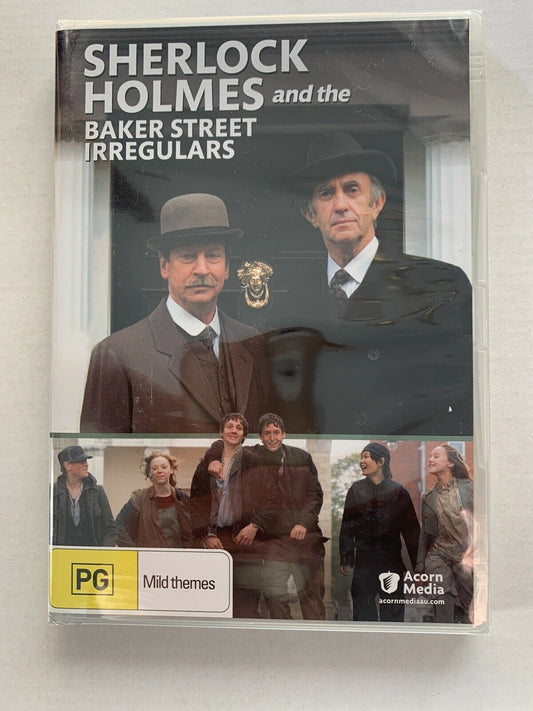 SHERLOCK
HOLMES and the
BAKER STREET
IRREGULARS
PG
Mild themes
Acorn
Media
acornmediaau.com